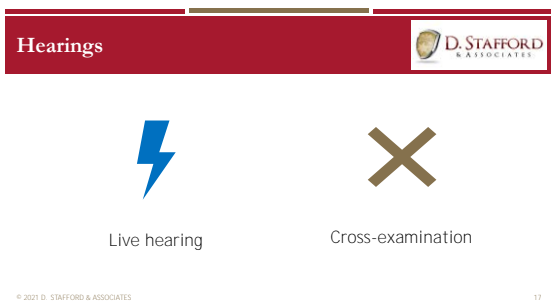 Hearings
D. STAFFORD
& ASSOCIATES
Live hearing
Cross-examination
© 2021 D. STAFFORD & ASSOCIATES
17